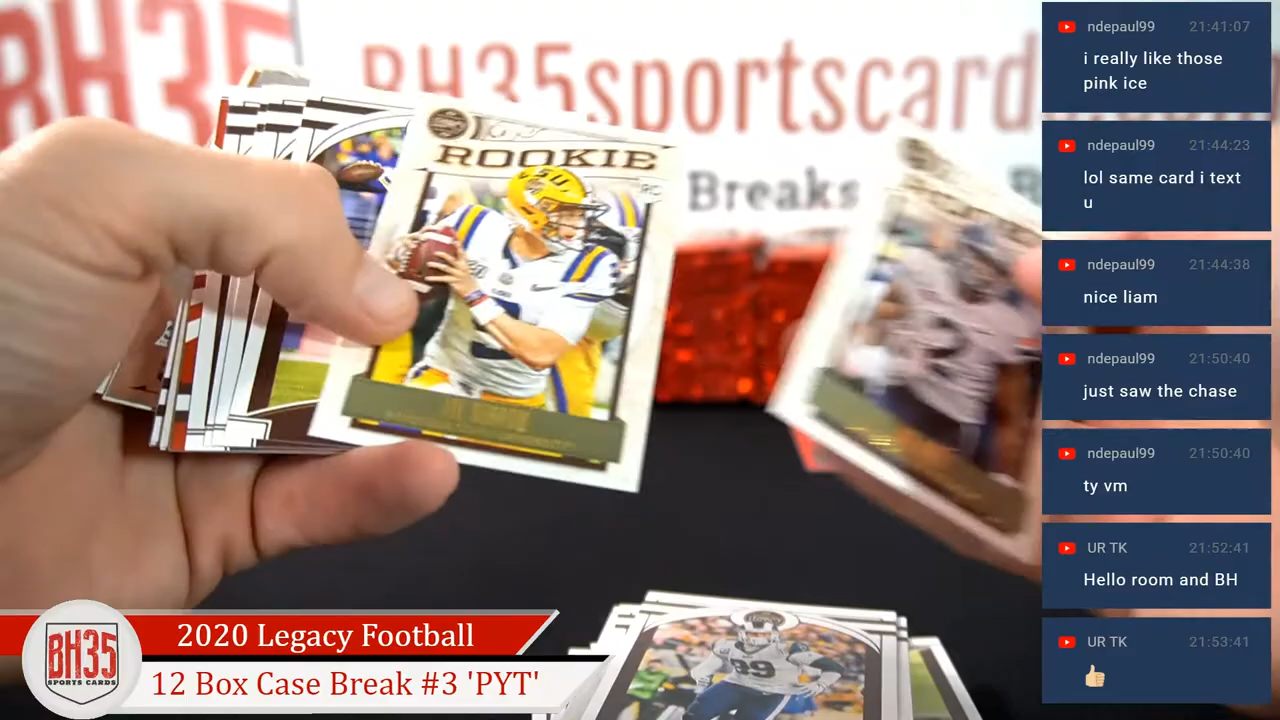 BH35
BH35sportscard
Breaks
ROOKIE
RC
LSU
99
2020 Legacy Football
12 Box Case Break #3 'PYT'
BH35
SPORTS CARDS
ndepaul99 21:41:07
i really like those
pink ice
ndepaul99 21:44:23
lol same card i text
u
ndepaul99 21:44:38
nice liam
ndepaul99 21:50:40
just saw the chase
ndepaul99 21:50:40
ty vm
UR TK 21:52:41
Hello room and BH
UR TK 21:53:41